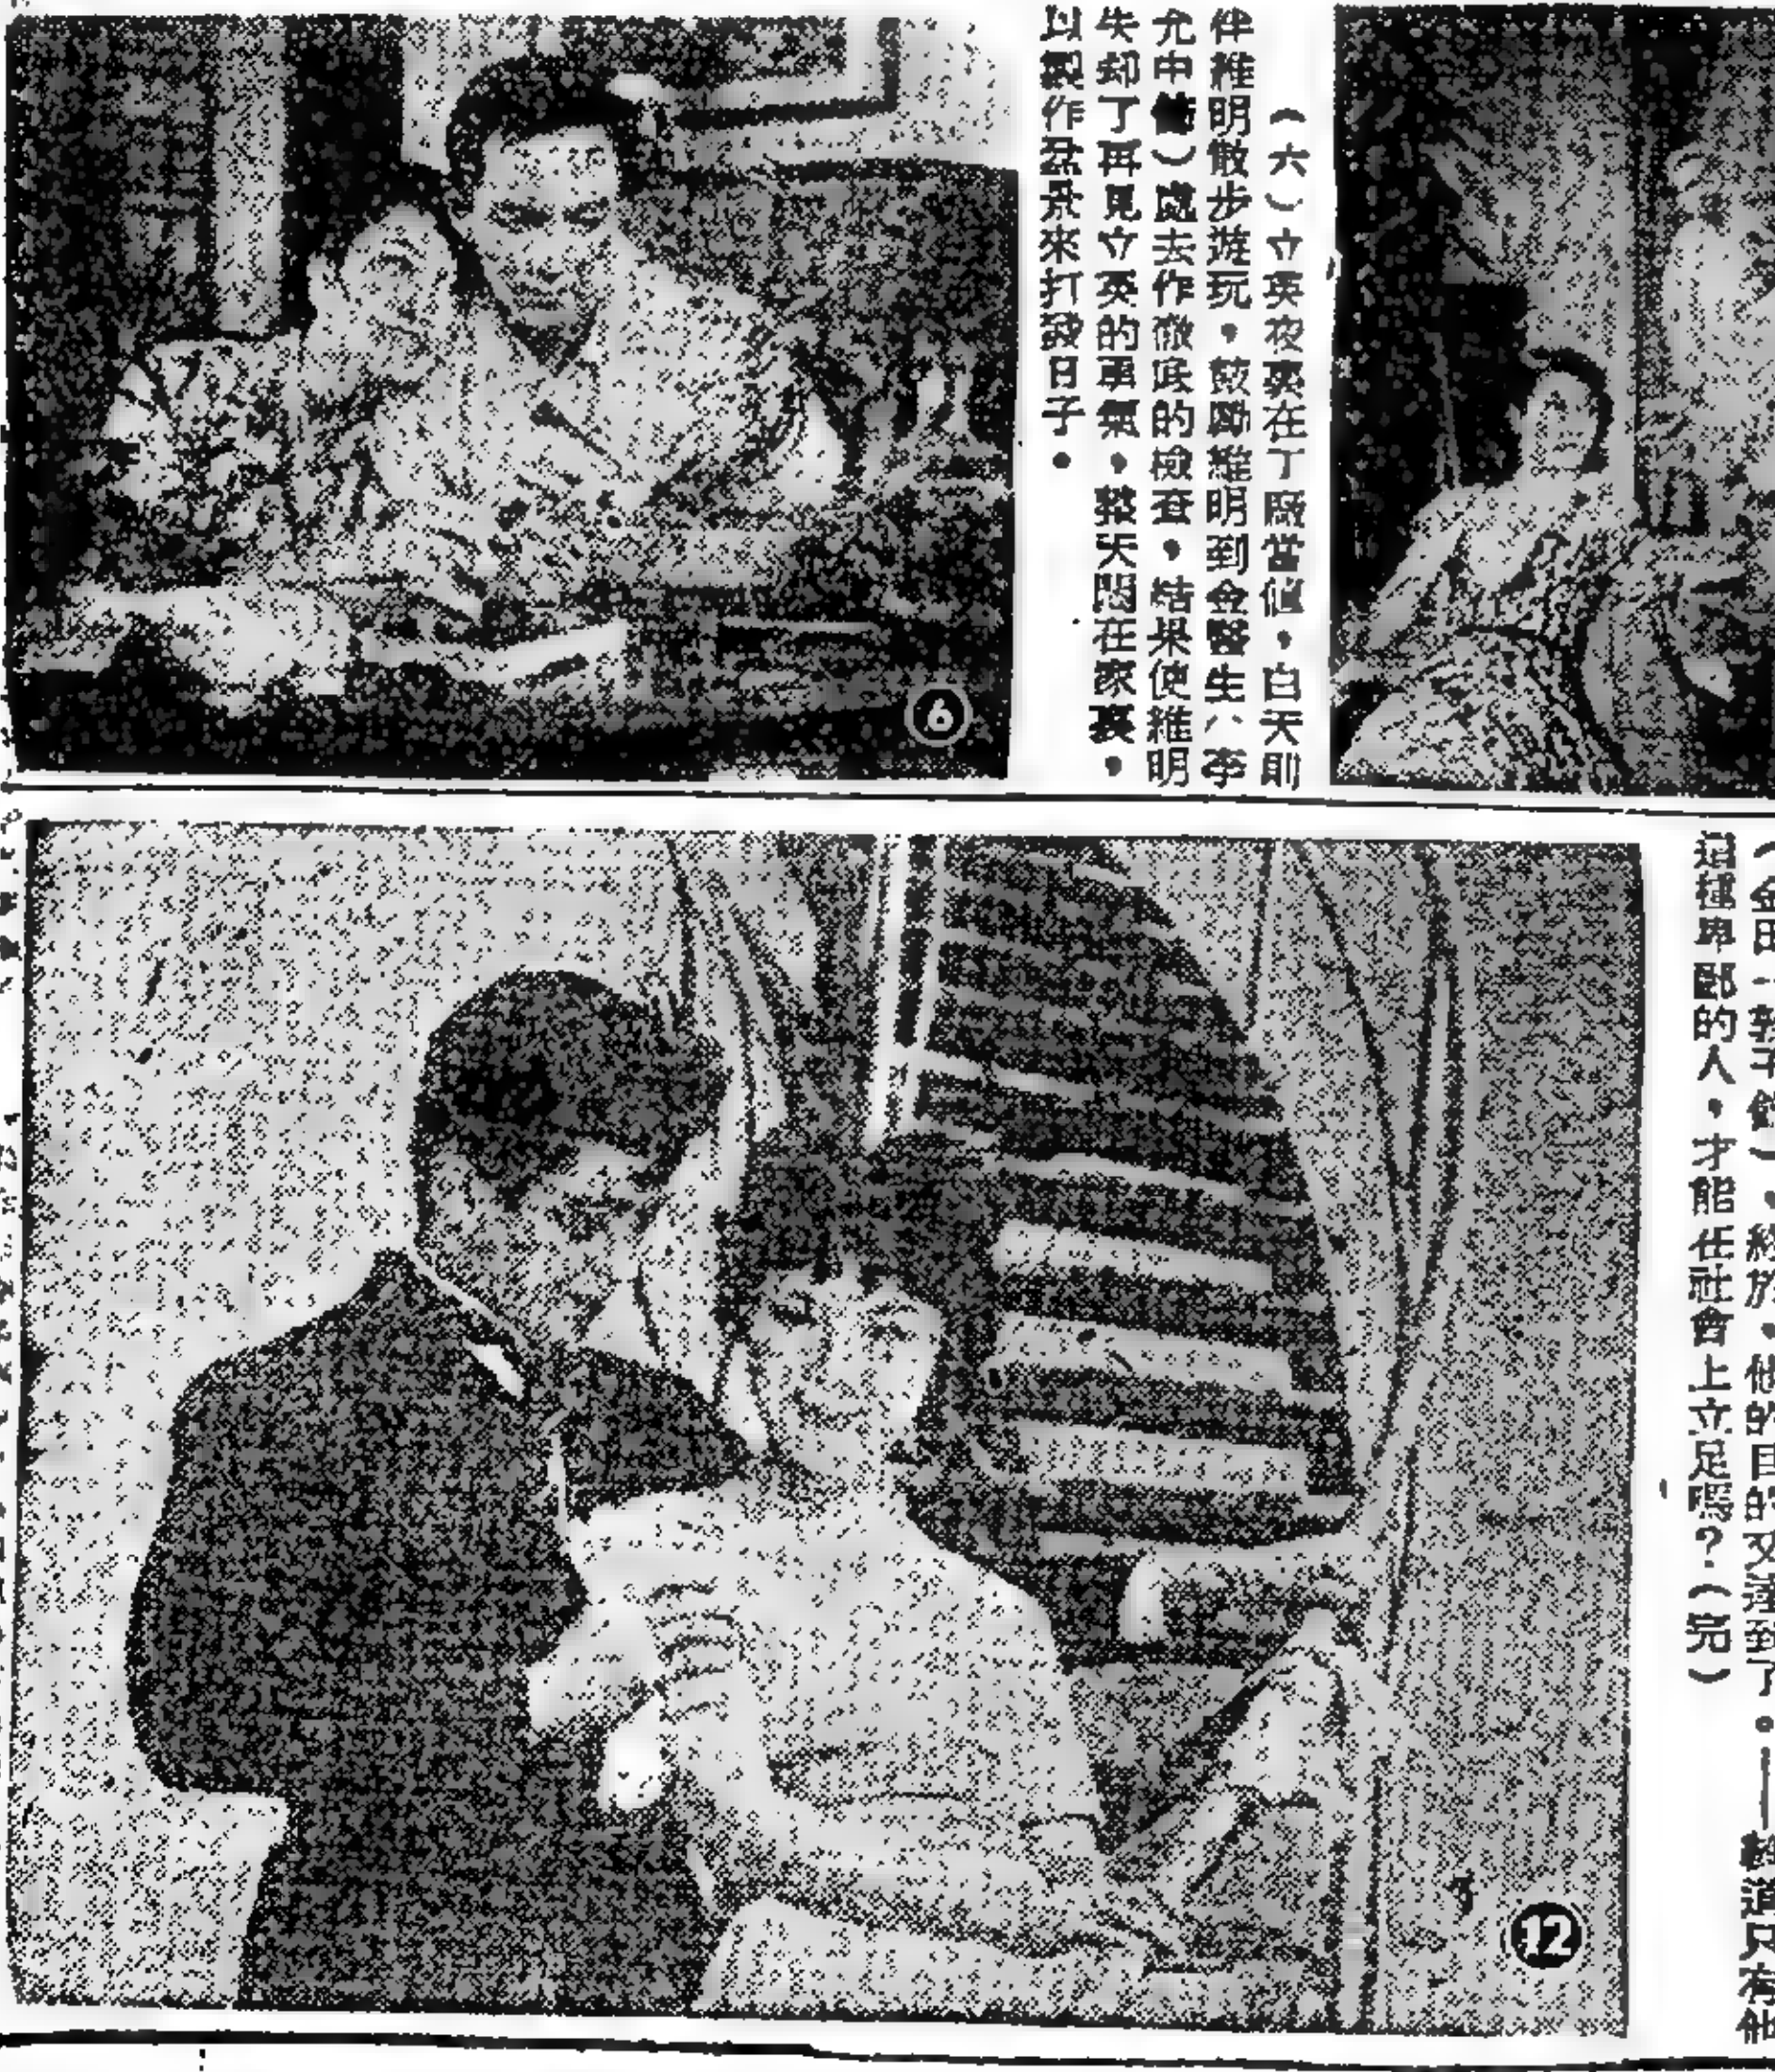 （六）立英夜裏在丁廠當值，白天則
伴維明散步遊玩，鼓勵維明到金醫生（李
允中飾）處去作徹底的檢查，結果使維明
失却了再見立英的勇氣，整天悶在家裏，
以製作盆景來打發日子。
6
（金田一敦子飾），終於，他的目的又達到了。——難道只有他
這種卑鄙的人，才能在社會上立足嗎？（完）
12